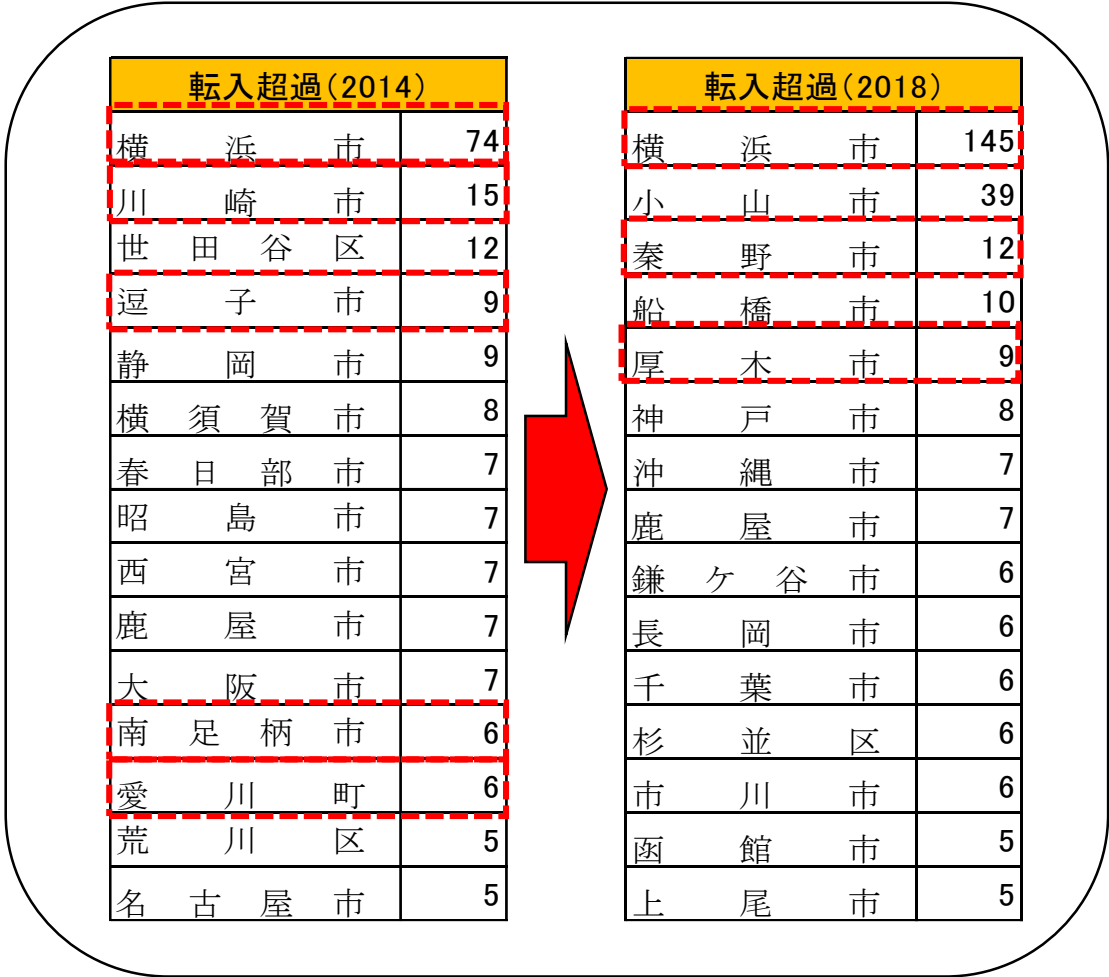 転入超過(2014)
横浜市 74
川崎市 15
世田谷区 12
逗子市 9
静岡市 9
横須賀市 8
春日部市 7
昭島市 7
西宮市 7
鹿屋市 7
大阪市 7
南足柄市 6
愛川町 6
荒川区 5
名古屋市 5
転入超過(2018)
横浜市 145
小山市 39
秦野市 12
船橋市 10
厚木市 9
神戸市 8
沖縄市 7
鹿屋市 7
鎌ケ谷市 6
長岡市 6
千葉市 6
杉並区 6
市川市 6
函館市 5
上尾市 5